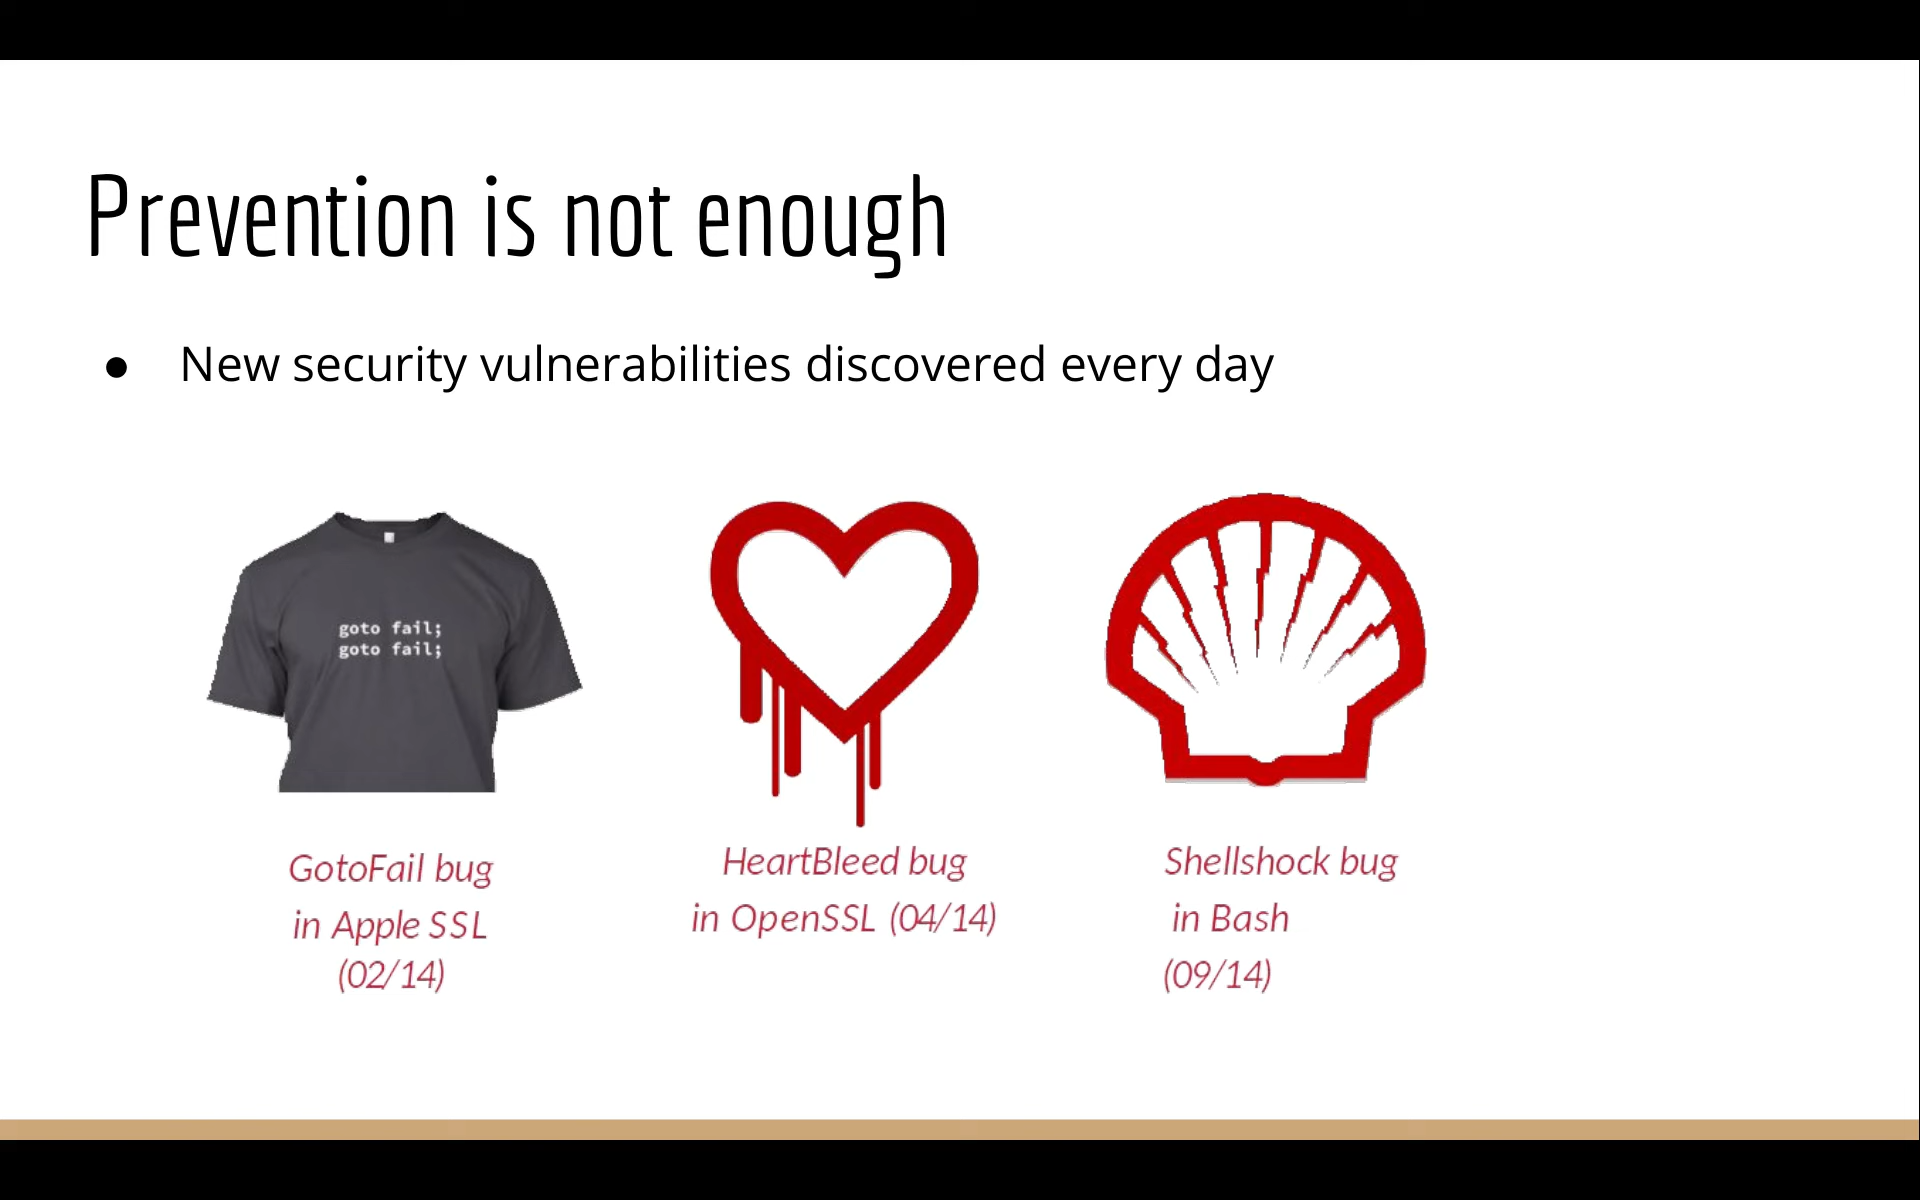 Prevention is not enough
● New security vulnerabilities discovered every day
goto fail;
goto fail;
GotoFail bug
in Apple SSL
(02/14)
HeartBleed bug
in OpenSSL (04/14)
Shellshock bug
in Bash
(09/14)